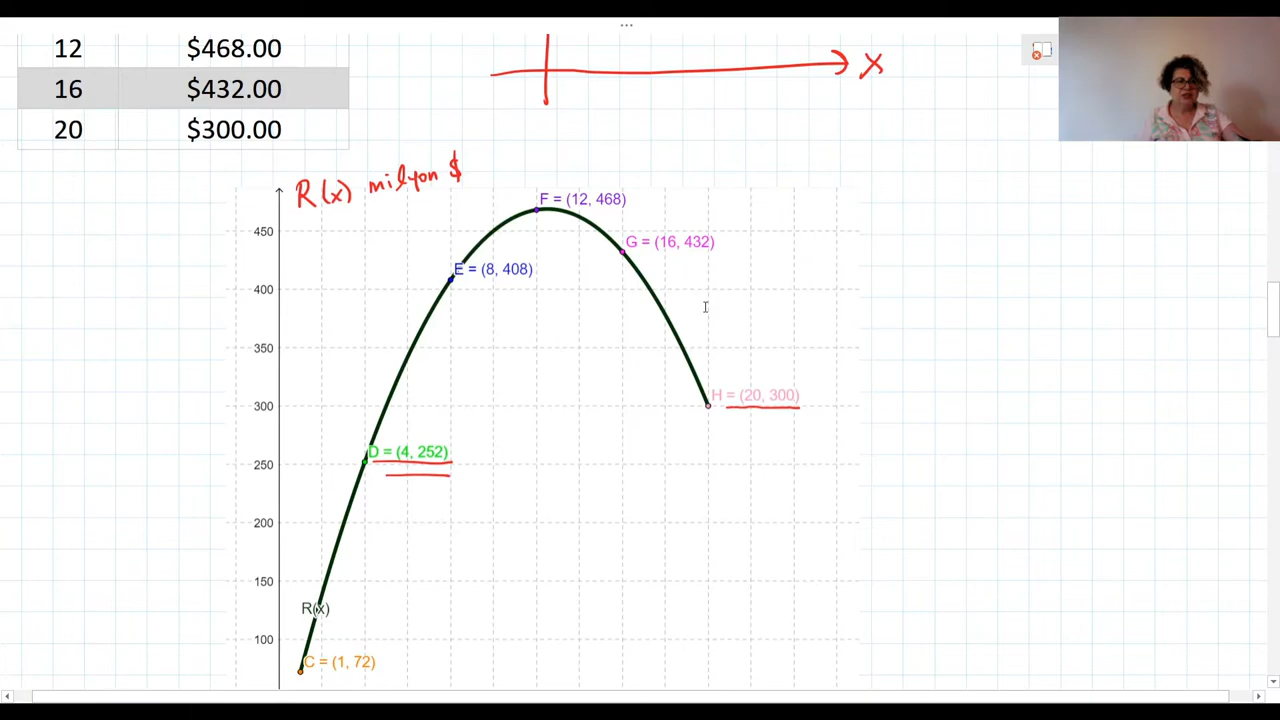 12 $468.00
16 $432.00
20 $300.00
x
R(x) milyon $
F = (12, 468)
450
G = (16, 432)
E = (8, 408)
400
350
H = (20, 300)
300
D = (4, 252)
250
200
150
R(x)
100
C = (1, 72)